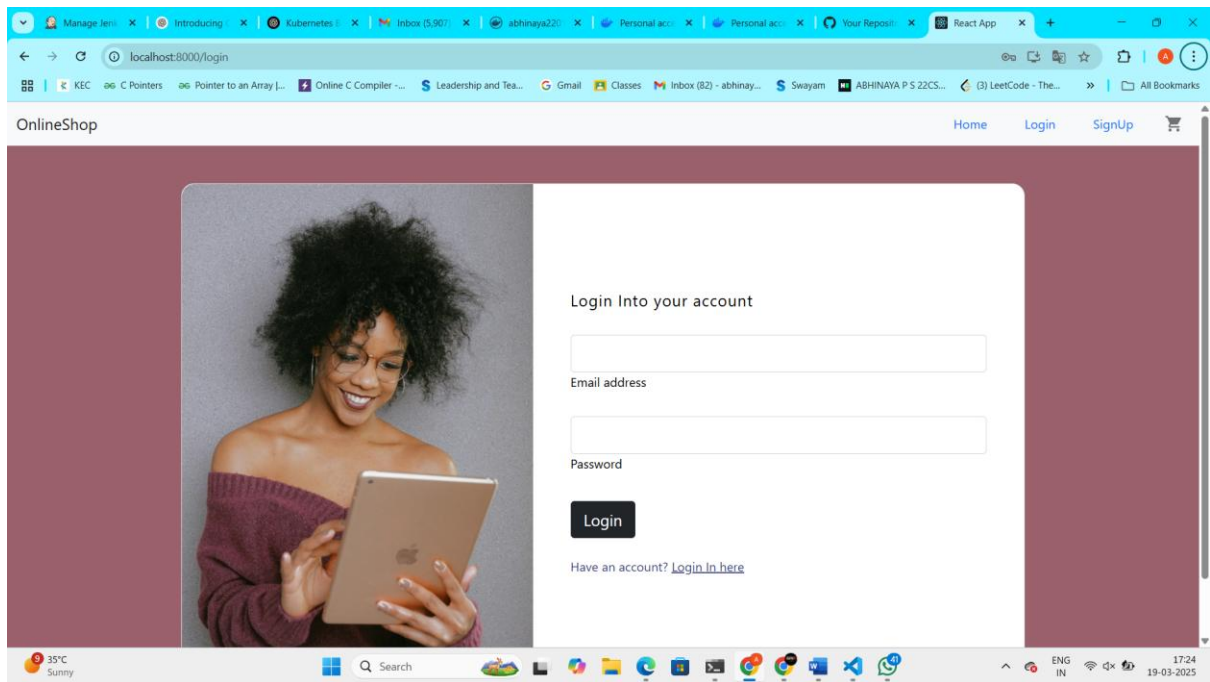 Manage Jen
Introducing
Kubernetes
Inbox (5,907)
abhinaya220
Personal acc
Personal acc
Your Reposit
React App
localhost:8000/login
KEC
C Pointers
Pointer to an Array |...
Online C Compiler -...
Leadership and Tea...
Gmail
Classes
Inbox (82) - abhinay...
Swayam
ABHINAYA P S 22CS...
(3) LeetCode - The...
All Bookmarks
OnlineShop
Home
Login
SignUp
Login Into your account
Email address
Password
Login
Have an account? Login In here
9
35°C
Sunny
Search
41
ENG
IN
17:24
19-03-2025